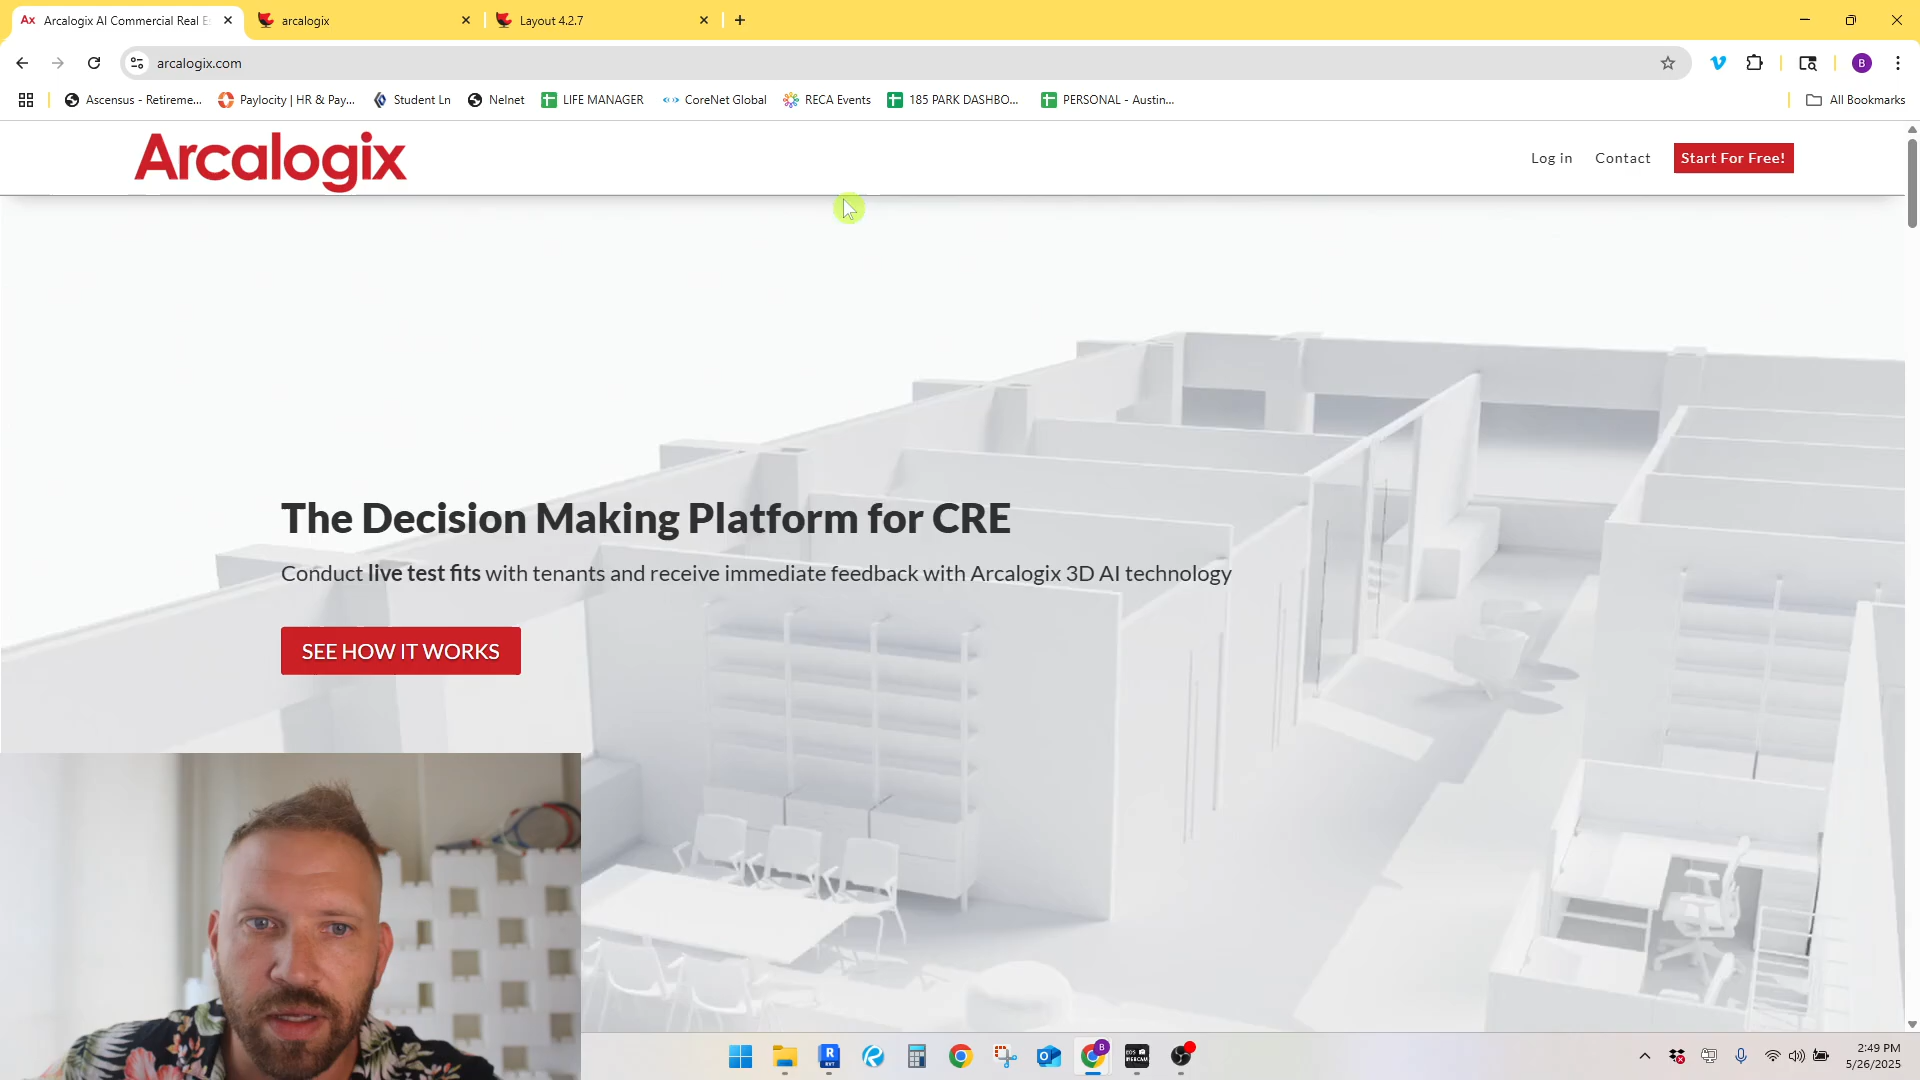 Ax Arcalogix AI Commercial Real Es
arcalogix
Layout 4.2.7
arcalogix.com
B
Ascensus - Retireme...
Paylocity | HR & Pay...
Student Ln
Nelnet
LIFE MANAGER
CoreNet Global
RECA Events
185 PARK DASHBO...
PERSONAL - Austin...
All Bookmarks
Arcalogix
Log in
Contact
Start For Free!
The Decision Making Platform for CRE
Conduct live test fits with tenants and receive immediate feedback with Arcalogix 3D AI technology
SEE HOW IT WORKS
2:49 PM
5/26/2025